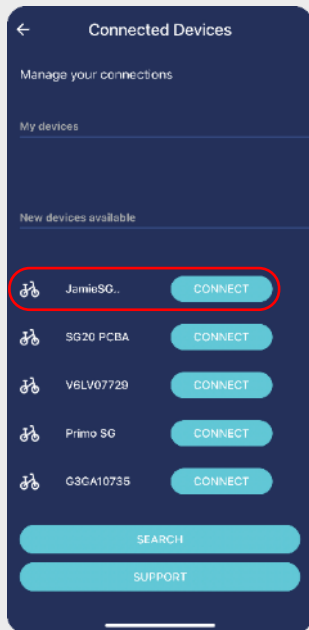 Connected Devices
Manage your connections
My devices
New devices available
JamieSG.. CONNECT
SG20 PCBA CONNECT
V6LV07729 CONNECT
Primo SG CONNECT
G3GA10735 CONNECT
SEARCH
SUPPORT